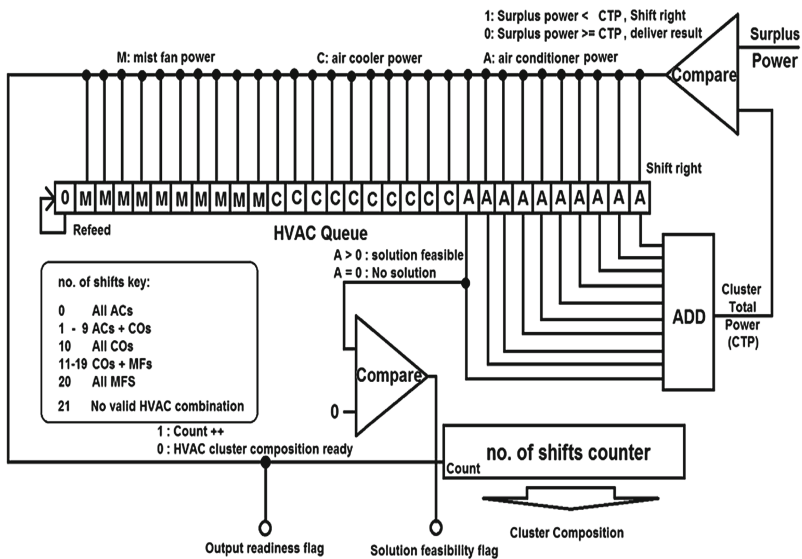 1: Surplus power < CTP , Shift right
0: Surplus power >= CTP , deliver result
Surplus
Power
M: mist fan power
C: air cooler power
A: air conditioner power
Compare
Shift right
0 M M M M M M M M M M C C C C C C C C C C A A A A A A A A A A
Refeed
HVAC Queue
A > 0 : solution feasible
A = 0 : No solution
no. of shifts key:
0 All ACs
1 - 9 ACs + COs
10 All COs
11-19 COs + MFs
20 All MFS
21 No valid HVAC combination
ADD
Cluster
Total
Power
(CTP)
Compare
0
1 : Count ++
0 : HVAC cluster composition ready
no. of shifts counter
Count
Cluster Composition
Output readiness flag
Solution feasibility flag